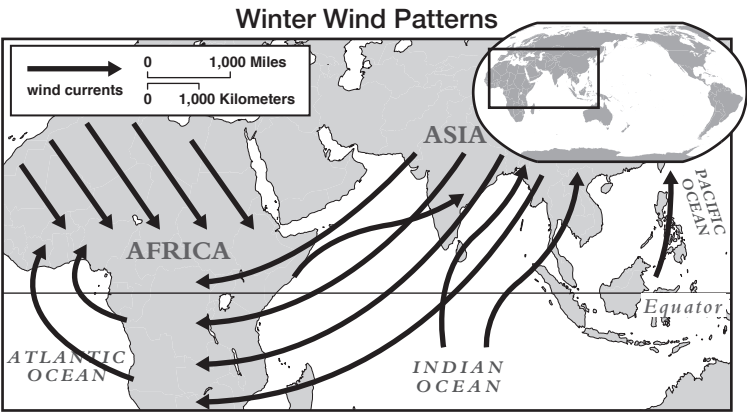 Winter Wind Patterns
wind currents
0 1,000 Miles
0 1,000 Kilometers
ASIA
PACIFIC
OCEAN
AFRICA
Equator
ATLANTIC
OCEAN
INDIAN
OCEAN